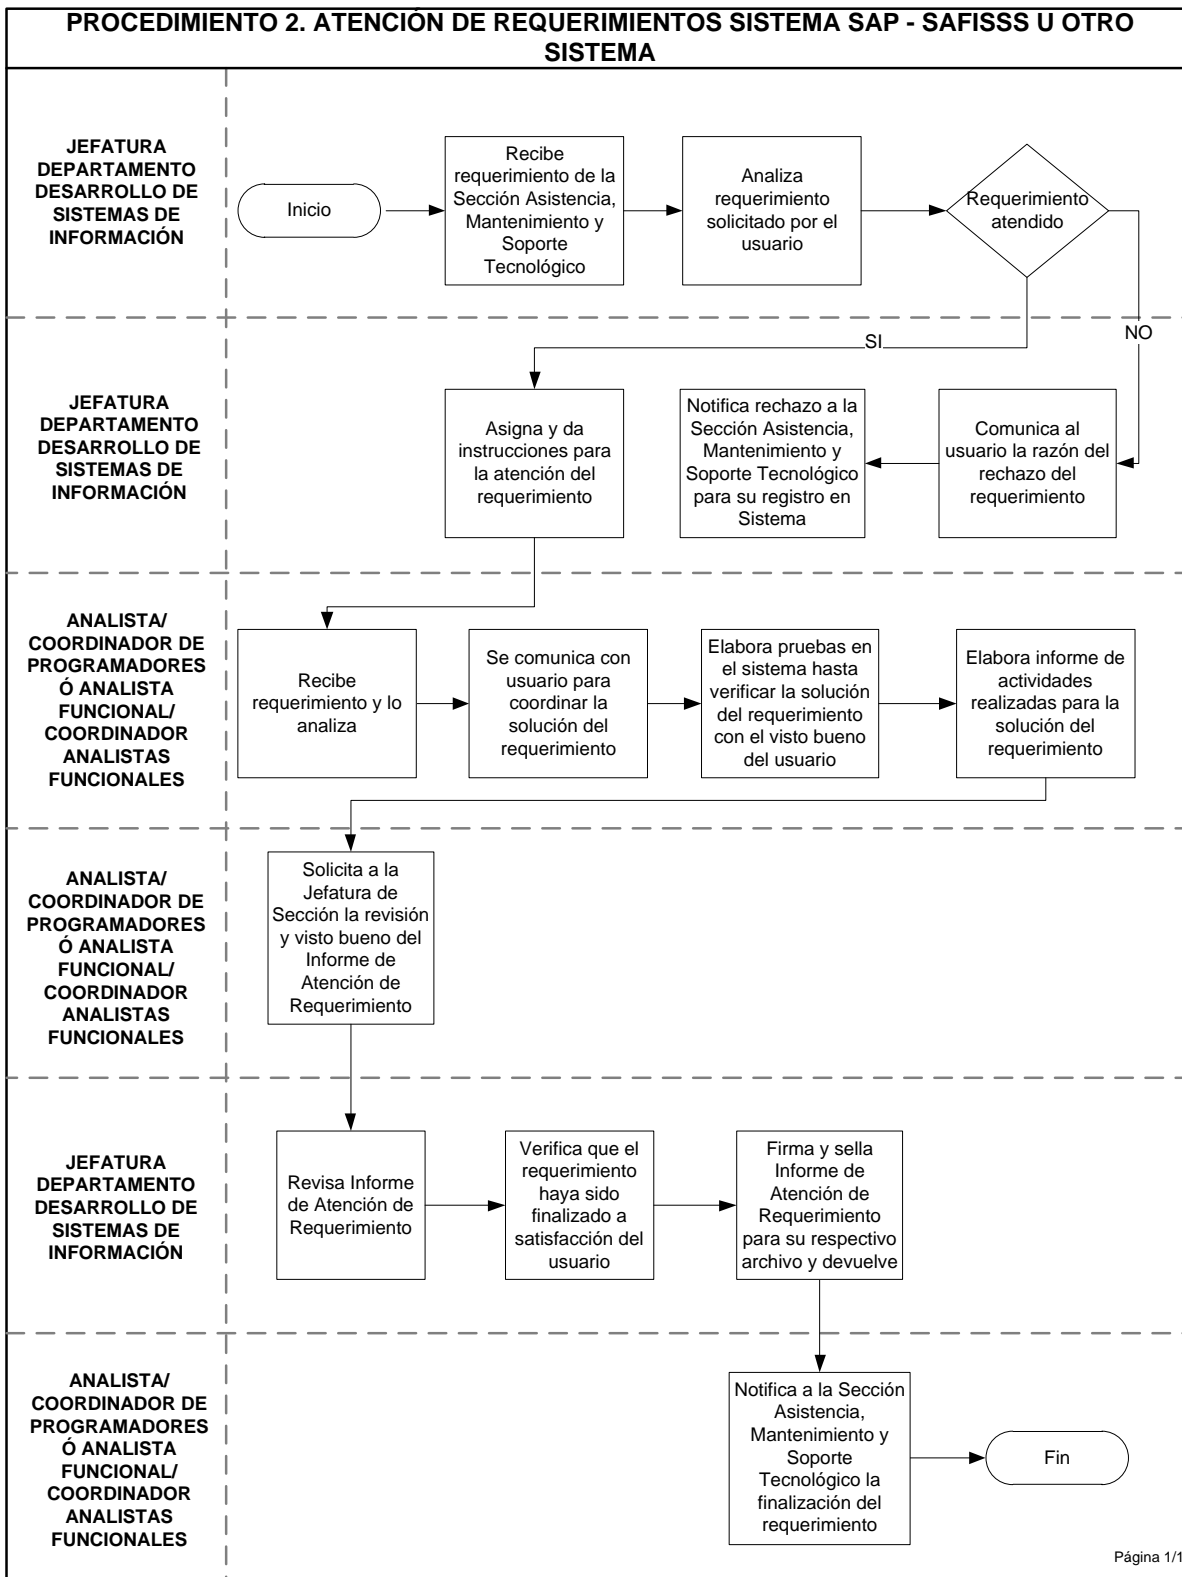 PROCEDIMIENTO 2. ATENCIÓN DE REQUERIMIENTOS SISTEMA SAP - SAFISSS U OTRO
SISTEMA
JEFATURA
DEPARTAMENTO
DESARROLLO DE
SISTEMAS DE
INFORMACIÓN
Inicio
Recibe
requerimiento de la
Sección Asistencia,
Mantenimiento y
Soporte
Tecnológico
Analiza
requerimiento
solicitado por el
usuario
Requerimiento
atendido
SI
NO
JEFATURA
DEPARTAMENTO
DESARROLLO DE
SISTEMAS DE
INFORMACIÓN
Asigna y da
instrucciones para
la atención del
requerimiento
Notifica rechazo a la
Sección Asistencia,
Mantenimiento y
Soporte Tecnológico
para su registro en
Sistema
Comunica al
usuario la razón del
rechazo del
requerimiento
ANALISTA/
COORDINADOR DE
PROGRAMADORES
Ó ANALISTA
FUNCIONAL/
COORDINADOR
ANALISTAS
FUNCIONALES
Recibe
requerimiento y lo
analiza
Se comunica con
usuario para
coordinar la
solución del
requerimiento
Elabora pruebas en
el sistema hasta
verificar la solución
del requerimiento
con el visto bueno
del usuario
Elabora informe de
actividades
realizadas para la
solución del
requerimiento
ANALISTA/
COORDINADOR DE
PROGRAMADORES
Ó ANALISTA
FUNCIONAL/
COORDINADOR
ANALISTAS
FUNCIONALES
Solicita a la
Jefatura de
Sección la revisión
y visto bueno del
Informe de
Atención de
Requerimiento
JEFATURA
DEPARTAMENTO
DESARROLLO DE
SISTEMAS DE
INFORMACIÓN
Revisa Informe
de Atención de
Requerimiento
Verifica que el
requerimiento
haya sido
finalizado a
satisfacción del
usuario
Firma y sella
Informe de
Atención de
Requerimiento
para su respectivo
archivo y devuelve
ANALISTA/
COORDINADOR DE
PROGRAMADORES
Ó ANALISTA
FUNCIONAL/
COORDINADOR
ANALISTAS
FUNCIONALES
Notifica a la Sección
Asistencia,
Mantenimiento y
Soporte
Tecnológico la
finalización del
requerimiento
Fin
Página 1/1